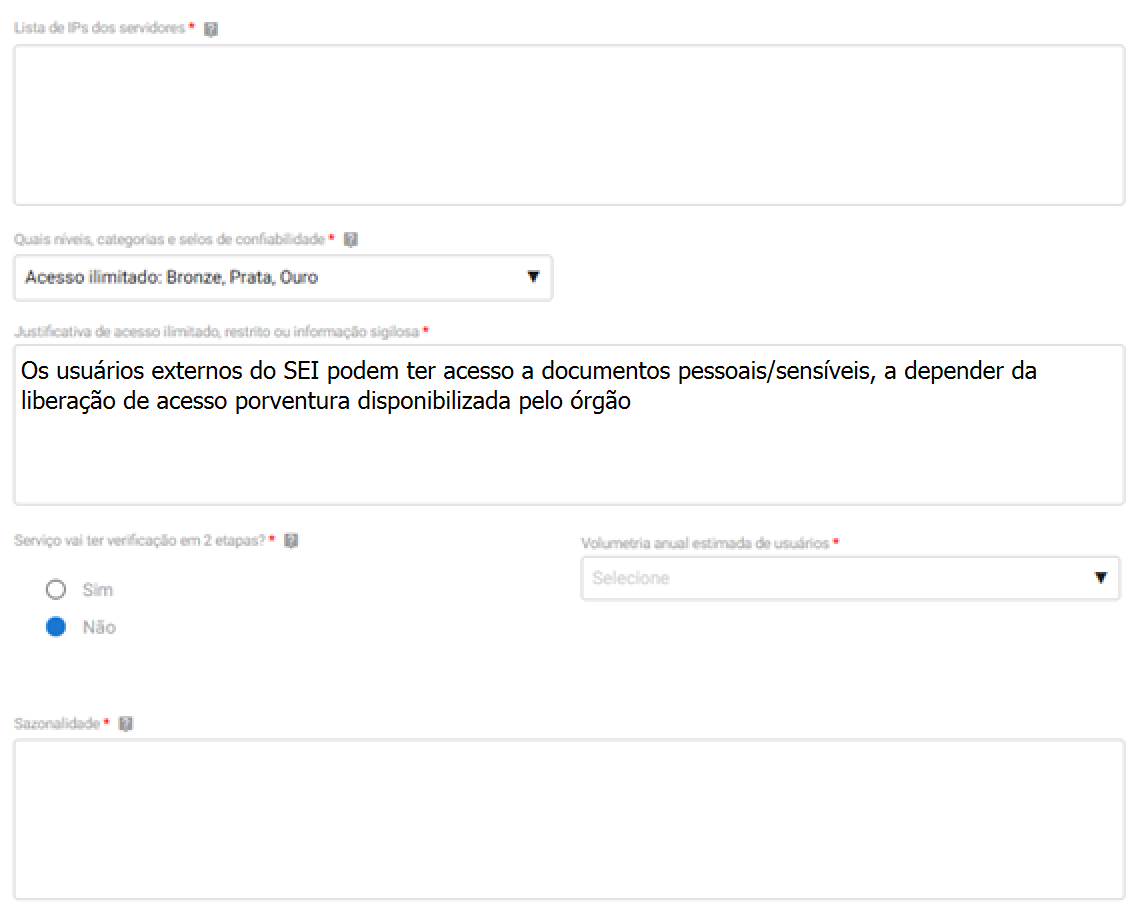 Lista de IPs dos servidores *
Quais níveis, categorias e selos de confiabilidade *
Acesso ilimitado: Bronze, Prata, Ouro
Justificativa de acesso ilimitado, restrito ou informação sigilosa *
Os usuários externos do SEI podem ter acesso a documentos pessoais/sensíveis, a depender da
liberação de acesso porventura disponibilizada pelo órgão
Serviço vai ter verificação em 2 etapas? *
Volumetria anual estimada de usuários *
Selecione
Sim
Não
Sazonalidade *